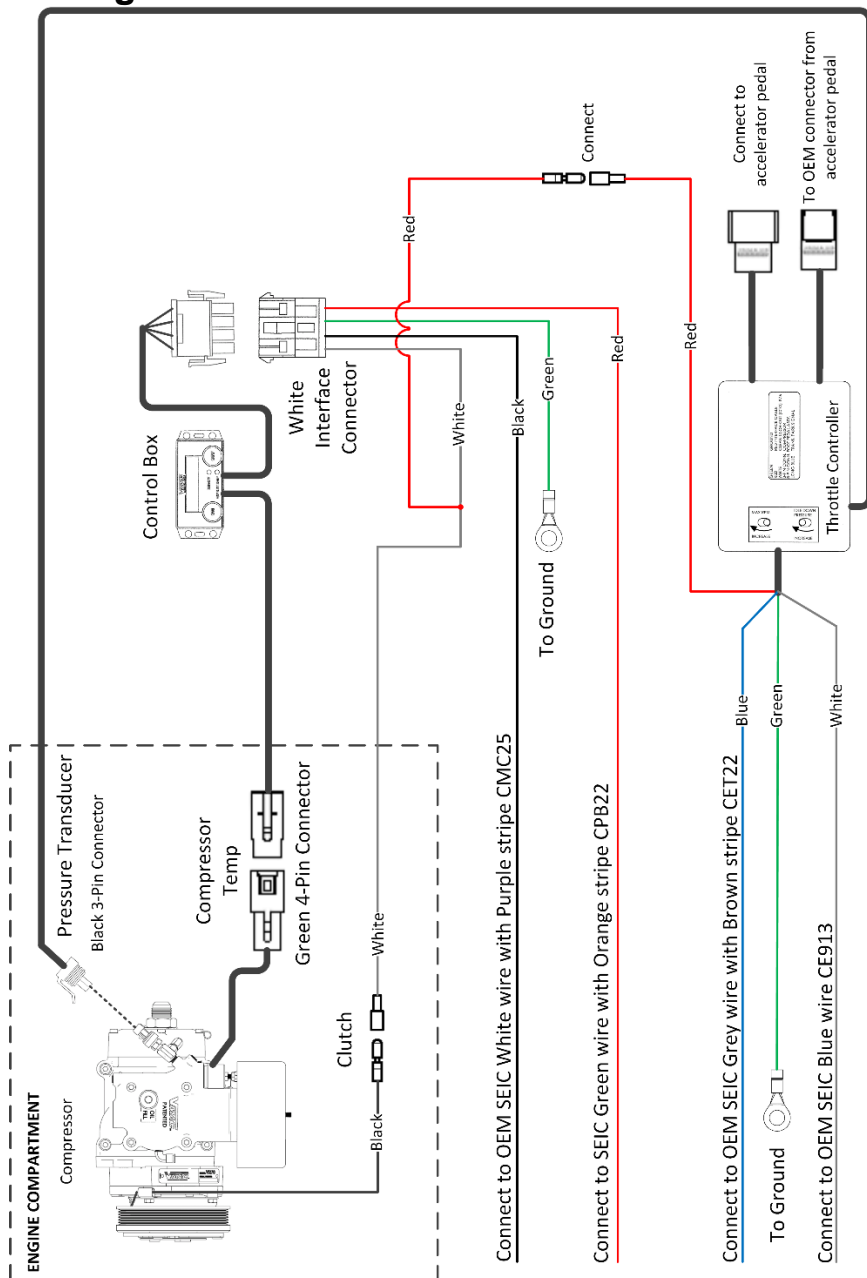 g
ENGINE COMPARTMENT
Compressor
Pressure Transducer
Black 3-Pin Connector
OIL
FILL
PATENTED
Compressor
Temp
Green 4-Pin Connector
Clutch
Black
White
Control Box
White
Interface
Connector
White
Red
Black
Green
To Ground
Red
Connect
Red
Connect to
accelerator pedal
To OEM connector from
accelerator pedal
Throttle Controller
Connect to OEM SEIC White wire with Purple stripe CMC25
Connect to SEIC Green wire with Orange stripe CPB22
Connect to OEM SEIC Grey wire with Brown stripe CET22
Blue
To Ground
Green
Connect to OEM SEIC Blue wire CE913
White